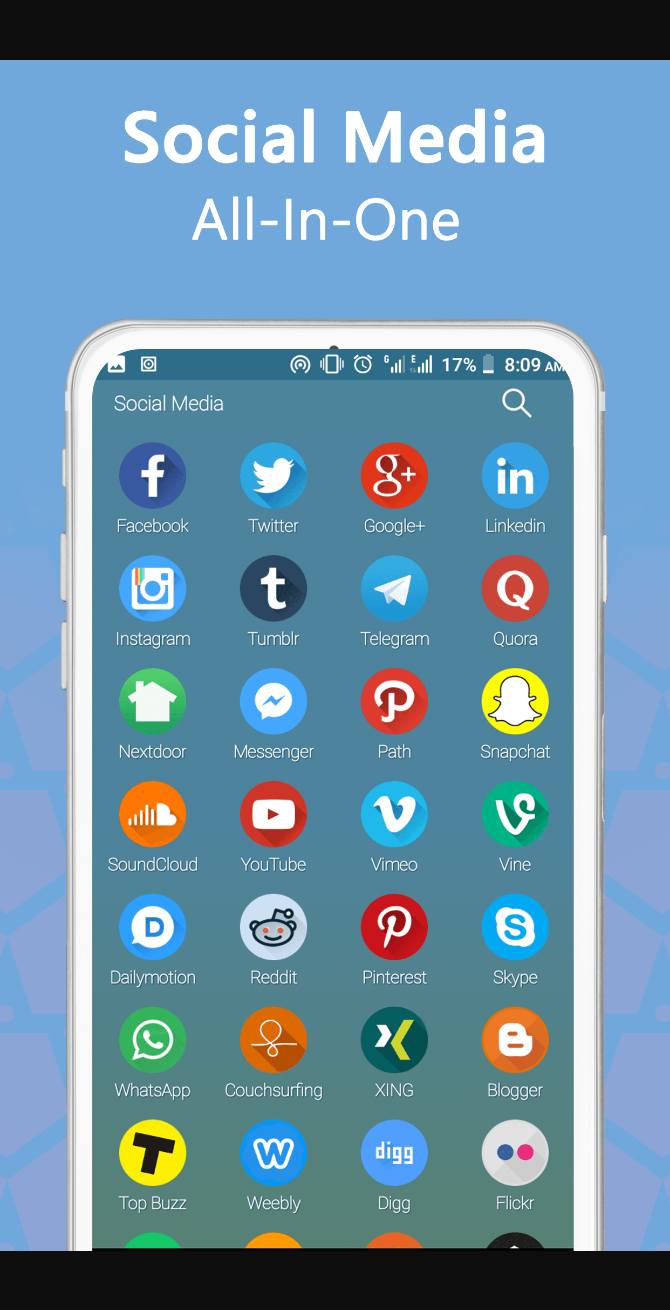 Social Media
All-In-One
G E 17% 8:09 AM
Social Media
f g+ in
Facebook Twitter Google+ Linkedin
t Q
Instagram Tumblr Telegram Quora
Nextdoor Messenger Path Snapchat
SoundCloud YouTube Vimeo Vine
D S
Dailymotion Reddit Pinterest Skype
B
WhatsApp Couchsurfing XING Blogger
T W digg
Top Buzz Weebly Digg Flickr